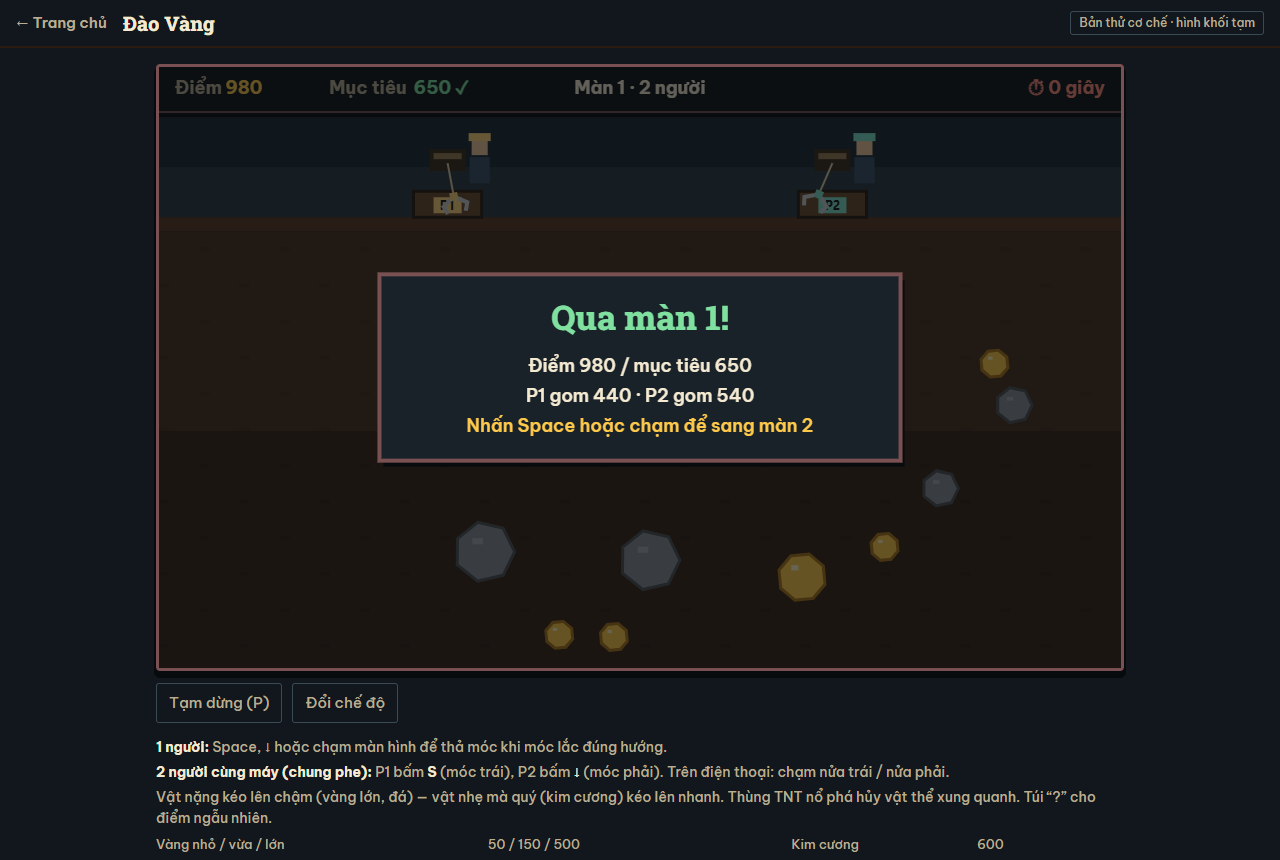 ← Trang chủ Đào Vàng Bản thử cơ chế · hình khối tạm
Điểm 980 Mục tiêu 650 ✓ Màn 1 · 2 người ⏱ 0 giây
P2
Qua màn 1!
Điểm 980 / mục tiêu 650
P1 gom 440 · P2 gom 540
Nhấn Space hoặc chạm để sang màn 2
Tạm dừng (P) Đổi chế độ
1 người: Space, ↓ hoặc chạm màn hình để thả móc khi móc lắc đúng hướng.
2 người cùng máy (chung phe): P1 bấm S (móc trái), P2 bấm ↓ (móc phải). Trên điện thoại: chạm nửa trái / nửa phải.
Vật nặng kéo lên chậm (vàng lớn, đá) — vật nhẹ mà quý (kim cương) kéo lên nhanh. Thùng TNT nổ phá hủy vật thể xung quanh. Túi “?” cho
điểm ngẫu nhiên.
Vàng nhỏ / vừa / lớn 50 / 150 / 500 Kim cương 600